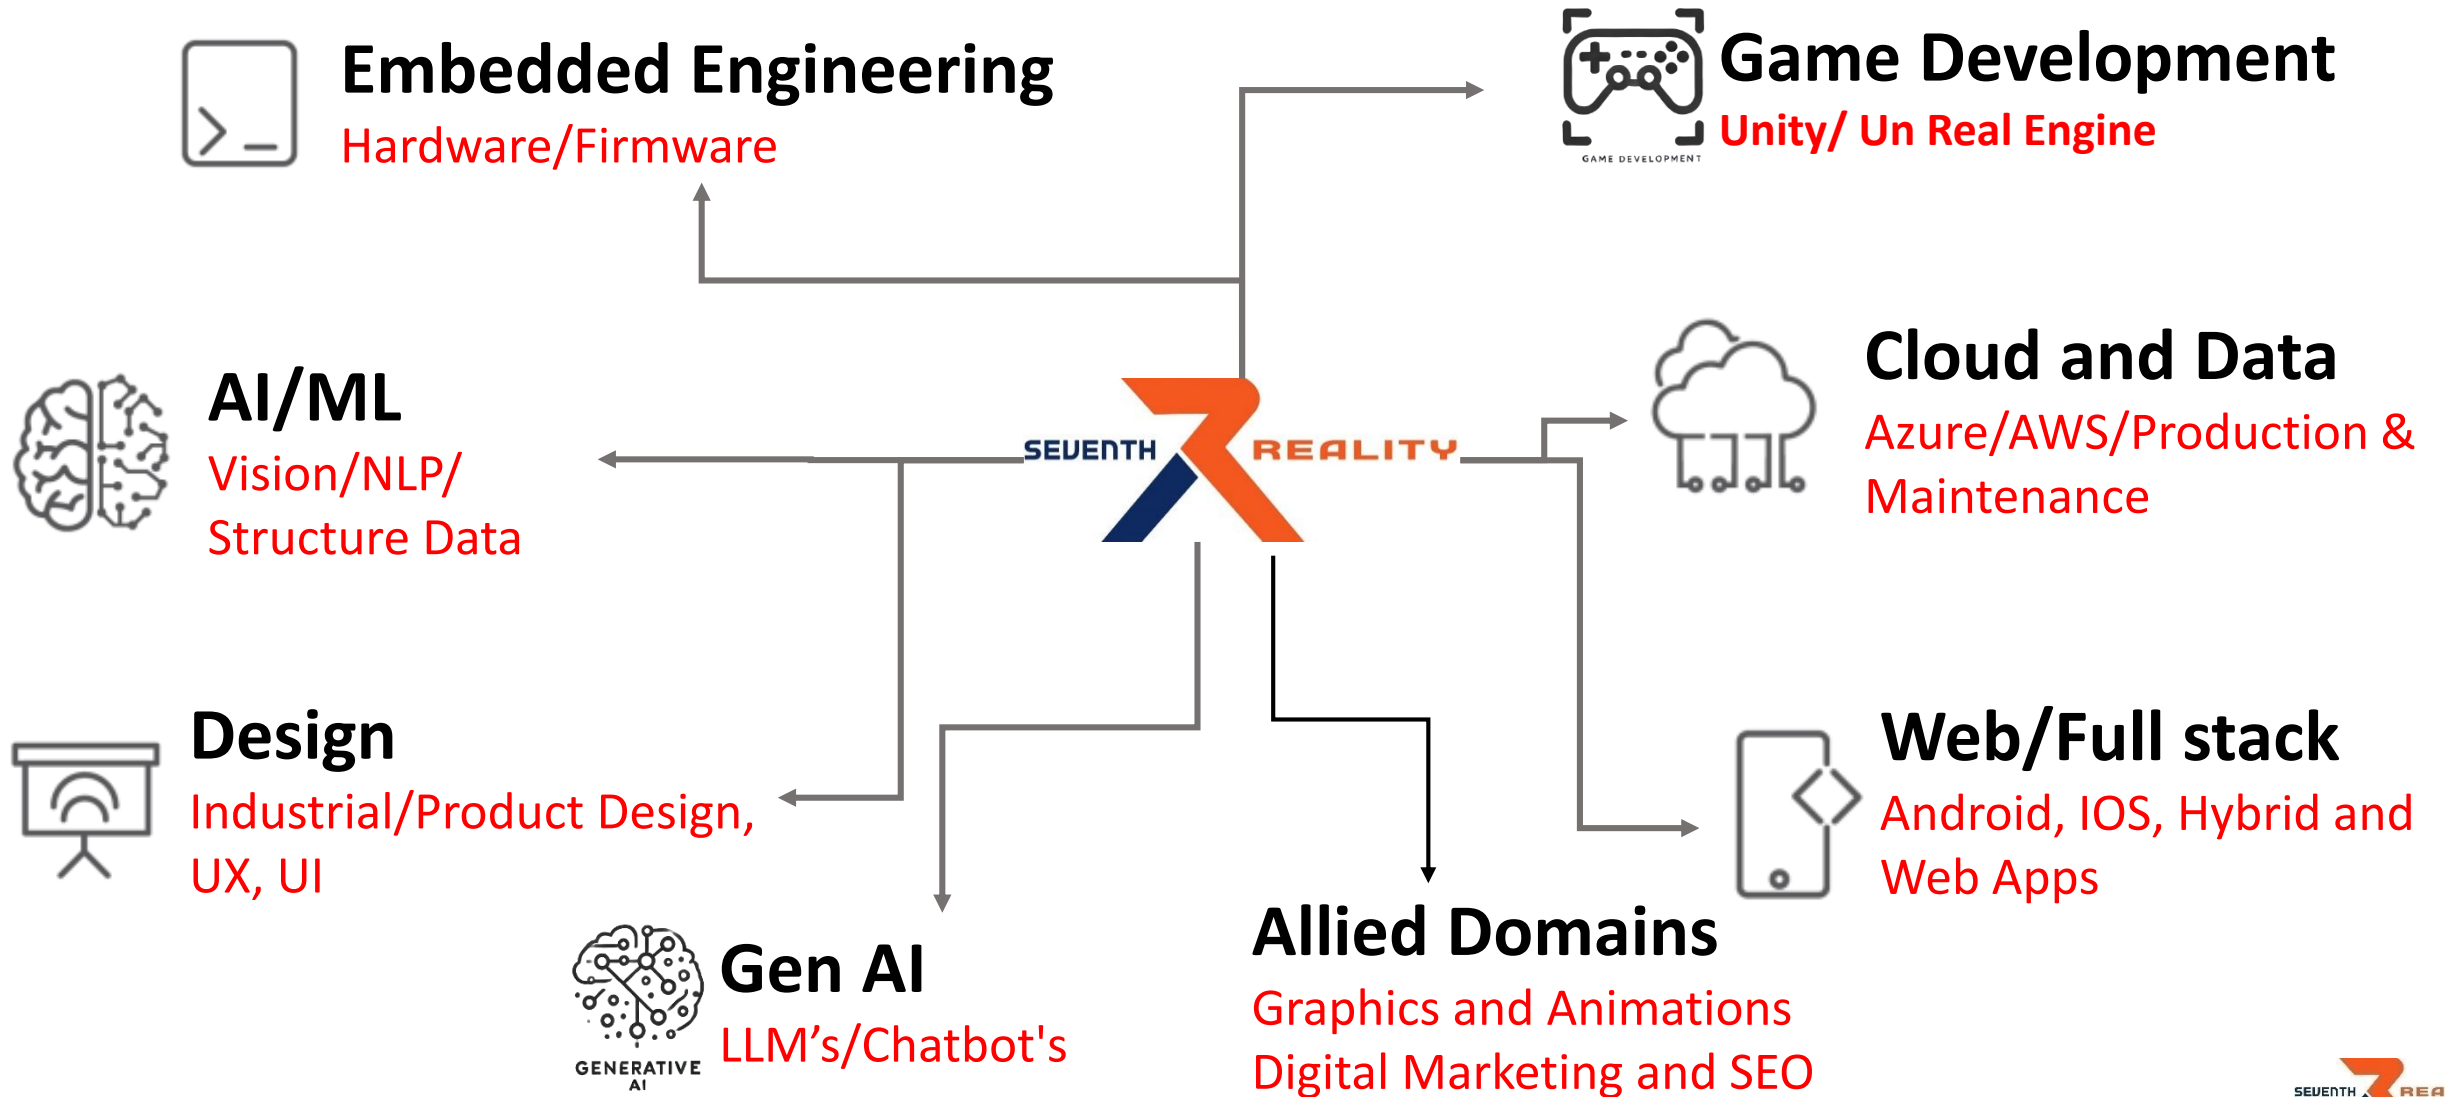 Embedded Engineering
Hardware/Firmware
GAME DEVELOPMENT
Game Development
Unity/ Un Real Engine
AI/ML
Vision/NLP/
Structure Data
SEVENTH REALITY
Cloud and Data
Azure/AWS/Production &
Maintenance
Design
Industrial/Product Design,
UX, UI
Web/Full stack
Android, IOS, Hybrid and
Web Apps
GENERATIVE
AI
Gen AI
LLM’s/Chatbot's
Allied Domains
Graphics and Animations
Digital Marketing and SEO
SEVENTH REA